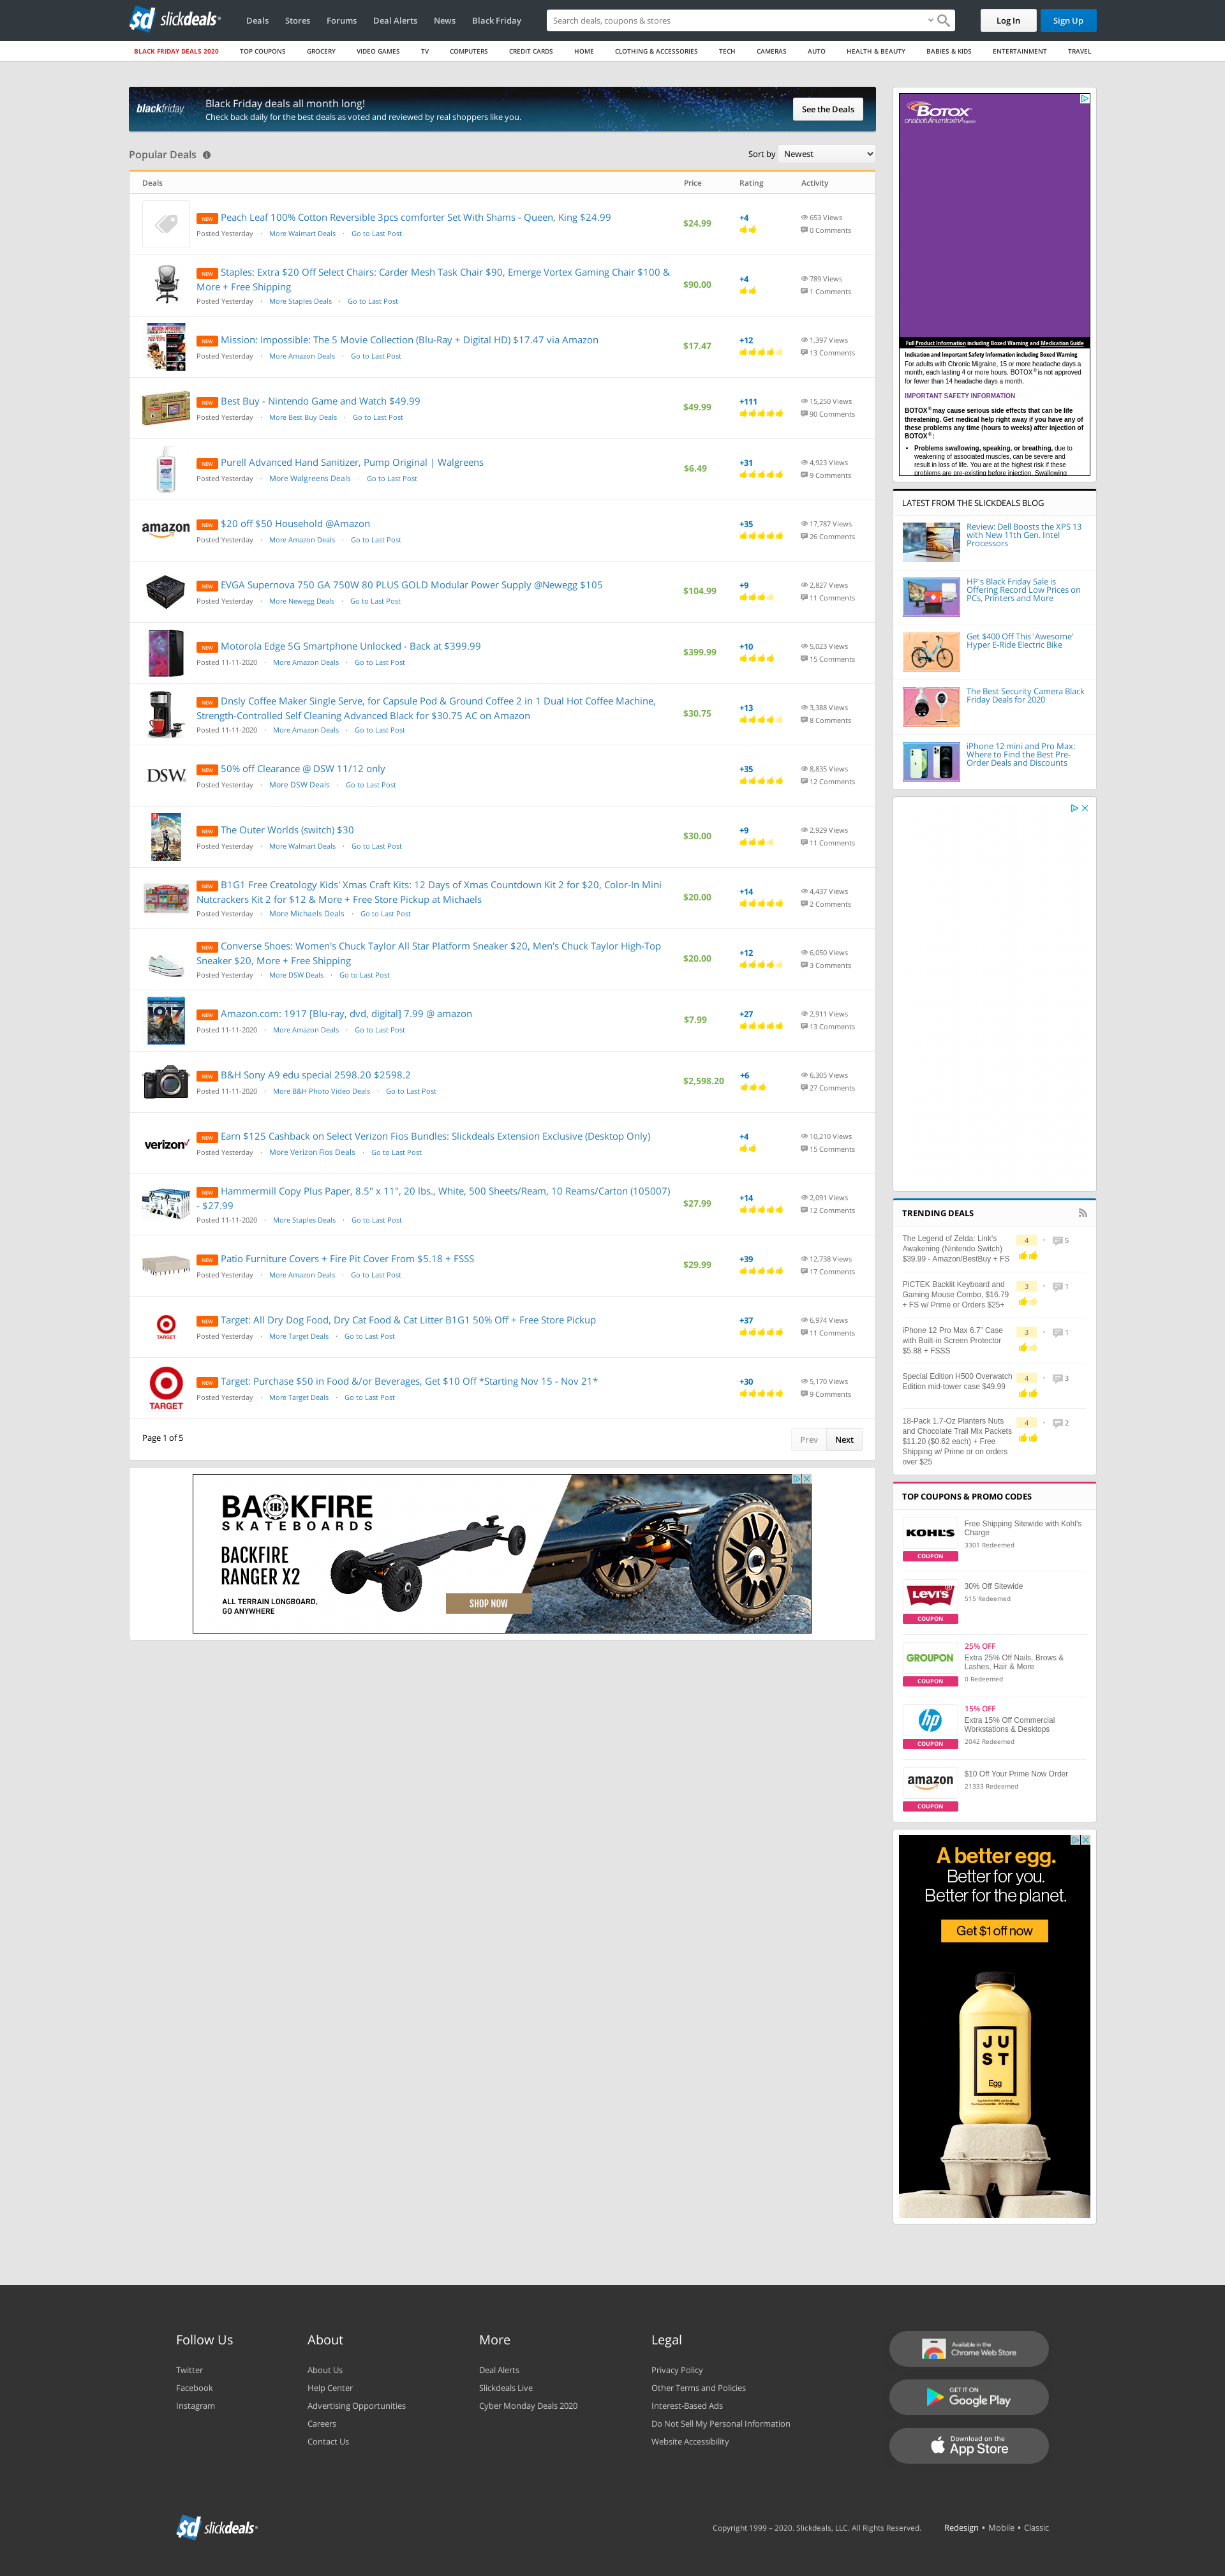 slickdeals
Deals
Stores
Forums
Deal Alerts
News
Black Friday
Search deals, coupons & stores
Log In
Sign Up
BLACK FRIDAY DEALS 2020
TOP COUPONS
GROCERY
VIDEO GAMES
TV
COMPUTERS
CREDIT CARDS
HOME
CLOTHING & ACCESSORIES
TECH
CAMERAS
AUTO
HEALTH & BEAUTY
BABIES & KIDS
ENTERTAINMENT
TRAVEL
blackfriday
Black Friday deals all month long!
Check back daily for the best deals as voted and reviewed by real shoppers like you.
See the Deals
Popular Deals
Sort by Newest
Deals Price Rating Activity
NEW Peach Leaf 100% Cotton Reversible 3pcs comforter Set With Shams - Queen, King $24.99
Posted Yesterday · More Walmart Deals · Go to Last Post
$24.99
+4
653 Views
0 Comments
NEW Staples: Extra $20 Off Select Chairs: Carder Mesh Task Chair $90, Emerge Vortex Gaming Chair $100 &
More + Free Shipping
Posted Yesterday · More Staples Deals · Go to Last Post
$90.00
+4
789 Views
1 Comments
NEW Mission: Impossible: The 5 Movie Collection (Blu-Ray + Digital HD) $17.47 via Amazon
Posted Yesterday · More Amazon Deals · Go to Last Post
$17.47
+12
1,397 Views
13 Comments
NEW Best Buy - Nintendo Game and Watch $49.99
Posted Yesterday · More Best Buy Deals · Go to Last Post
$49.99
+111
15,250 Views
90 Comments
NEW Purell Advanced Hand Sanitizer, Pump Original | Walgreens
Posted Yesterday · More Walgreens Deals · Go to Last Post
$6.49
+31
4,923 Views
9 Comments
amazon
NEW $20 off $50 Household @Amazon
Posted Yesterday · More Amazon Deals · Go to Last Post
+35
17,787 Views
26 Comments
NEW EVGA Supernova 750 GA 750W 80 PLUS GOLD Modular Power Supply @Newegg $105
Posted Yesterday · More Newegg Deals · Go to Last Post
$104.99
+9
2,827 Views
11 Comments
NEW Motorola Edge 5G Smartphone Unlocked - Back at $399.99
Posted 11-11-2020 · More Amazon Deals · Go to Last Post
$399.99
+10
5,023 Views
15 Comments
NEW Dnsly Coffee Maker Single Serve, for Capsule Pod & Ground Coffee 2 in 1 Dual Hot Coffee Machine,
Strength-Controlled Self Cleaning Advanced Black for $30.75 AC on Amazon
Posted 11-11-2020 · More Amazon Deals · Go to Last Post
$30.75
+13
3,388 Views
8 Comments
DSW
NEW 50% off Clearance @ DSW 11/12 only
Posted Yesterday · More DSW Deals · Go to Last Post
+35
8,835 Views
12 Comments
NEW The Outer Worlds (switch) $30
Posted Yesterday · More Walmart Deals · Go to Last Post
$30.00
+9
2,929 Views
11 Comments
NEW B1G1 Free Creatology Kids' Xmas Craft Kits: 12 Days of Xmas Countdown Kit 2 for $20, Color-In Mini
Nutcrackers Kit 2 for $12 & More + Free Store Pickup at Michaels
Posted Yesterday · More Michaels Deals · Go to Last Post
$20.00
+14
4,437 Views
2 Comments
NEW Converse Shoes: Women's Chuck Taylor All Star Platform Sneaker $20, Men's Chuck Taylor High-Top
Sneaker $20, More + Free Shipping
Posted Yesterday · More DSW Deals · Go to Last Post
$20.00
+12
6,050 Views
3 Comments
1917
NEW Amazon.com: 1917 [Blu-ray, dvd, digital] 7.99 @ amazon
Posted 11-11-2020 · More Amazon Deals · Go to Last Post
$7.99
+27
2,911 Views
13 Comments
NEW B&H Sony A9 edu special 2598.20 $2598.2
Posted 11-11-2020 · More B&H Photo Video Deals · Go to Last Post
$2,598.20
+6
6,305 Views
27 Comments
verizon
NEW Earn $125 Cashback on Select Verizon Fios Bundles: Slickdeals Extension Exclusive (Desktop Only)
Posted Yesterday · More Verizon Fios Deals · Go to Last Post
+4
10,210 Views
15 Comments
NEW Hammermill Copy Plus Paper, 8.5" x 11", 20 lbs., White, 500 Sheets/Ream, 10 Reams/Carton (105007)
- $27.99
Posted 11-11-2020 · More Staples Deals · Go to Last Post
$27.99
+14
2,091 Views
12 Comments
NEW Patio Furniture Covers + Fire Pit Cover From $5.18 + FSSS
Posted Yesterday · More Amazon Deals · Go to Last Post
$29.99
+39
12,738 Views
17 Comments
TARGET
NEW Target: All Dry Dog Food, Dry Cat Food & Cat Litter B1G1 50% Off + Free Store Pickup
Posted Yesterday · More Target Deals · Go to Last Post
+37
6,974 Views
11 Comments
TARGET
NEW Target: Purchase $50 in Food &/or Beverages, Get $10 Off *Starting Nov 15 - Nov 21*
Posted Yesterday · More Target Deals · Go to Last Post
+30
5,170 Views
9 Comments
Page 1 of 5
Prev
Next
BACKFIRE
SKATEBOARDS
BACKFIRE
RANGER X2
ALL TERRAIN LONGBOARD,
GO ANYWHERE
SHOP NOW
BOTOX
onabotulinumtoxinA
Full Product Information including Boxed Warning and Medication Guide
Indication and Important Safety Information including Boxed Warning
For adults with Chronic Migraine, 15 or more headache days a
month, each lasting 4 or more hours. BOTOX® is not approved
for fewer than 14 headache days a month.
IMPORTANT SAFETY INFORMATION
BOTOX® may cause serious side effects that can be life
threatening. Get medical help right away if you have any of
these problems any time (hours to weeks) after injection of
BOTOX®:
• Problems swallowing, speaking, or breathing, due to
weakening of associated muscles, can be severe and
result in loss of life. You are at the highest risk if these
problems are pre-existing before injection. Swallowing
LATEST FROM THE SLICKDEALS BLOG
Review: Dell Boosts the XPS 13
with New 11th Gen. Intel
Processors
HP's Black Friday Sale is
Offering Record Low Prices on
PCs, Printers and More
Get $400 Off This 'Awesome'
Hyper E-Ride Electric Bike
The Best Security Camera Black
Friday Deals for 2020
iPhone 12 mini and Pro Max:
Where to Find the Best Pre-
Order Deals and Discounts
TRENDING DEALS
The Legend of Zelda: Link's
Awakening (Nintendo Switch)
$39.99 - Amazon/BestBuy + FS
4
5
PICTEK Backlit Keyboard and
Gaming Mouse Combo, $16.79
+ FS w/ Prime or Orders $25+
3
1
iPhone 12 Pro Max 6.7" Case
with Built-in Screen Protector
$5.88 + FSSS
3
1
Special Edition H500 Overwatch
Edition mid-tower case $49.99
4
3
18-Pack 1.7-Oz Planters Nuts
and Chocolate Trail Mix Packets
$11.20 ($0.62 each) + Free
Shipping w/ Prime or on orders
over $25
4
2
TOP COUPONS & PROMO CODES
KOHL'S
COUPON
Free Shipping Sitewide with Kohl's
Charge
3301 Redeemed
LEVI'S
COUPON
30% Off Sitewide
515 Redeemed
GROUPON
COUPON
25% OFF
Extra 25% Off Nails, Brows &
Lashes, Hair & More
0 Redeemed
hp
COUPON
15% OFF
Extra 15% Off Commercial
Workstations & Desktops
2042 Redeemed
amazon
COUPON
$10 Off Your Prime Now Order
21333 Redeemed
A better egg.
Better for you.
Better for the planet.
Get $1 off now
JU
ST
Egg
Follow Us
Twitter
Facebook
Instagram
About
About Us
Help Center
Advertising Opportunities
Careers
Contact Us
More
Deal Alerts
Slickdeals Live
Cyber Monday Deals 2020
Legal
Privacy Policy
Other Terms and Policies
Interest-Based Ads
Do Not Sell My Personal Information
Website Accessibility
Available in the
Chrome Web Store
GET IT ON
Google Play
Download on the
App Store
slickdeals
Copyright 1999 – 2020. Slickdeals, LLC. All Rights Reserved.
Redesign • Mobile • Classic